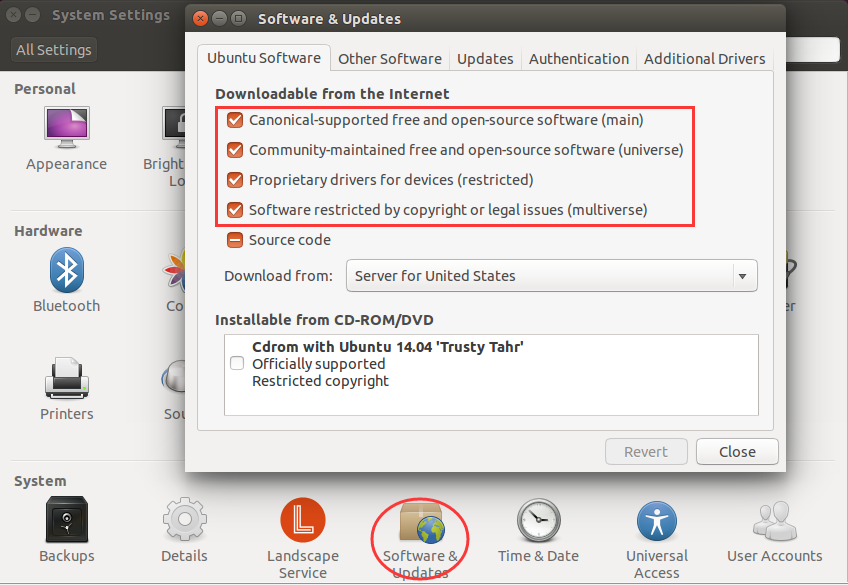 System Settings
Software & Updates
All Settings
Ubuntu Software
Other Software
Updates
Authentication
Additional Drivers
Personal
Downloadable from the Internet
Canonical-supported free and open-source software (main)
Community-maintained free and open-source software (universe)
Proprietary drivers for devices (restricted)
Software restricted by copyright or legal issues (multiverse)
Source code
Download from:
Server for United States
Installable from CD-ROM/DVD
Cdrom with Ubuntu 14.04 'Trusty Tahr'
Officially supported
Restricted copyright
Revert
Close
Appearance
Bright
Lo
Hardware
Bluetooth
Co
er
Printers
Sou
System
Backups
Details
Landscape
Service
Software &
Updates
Time & Date
Universal
Access
User Accounts